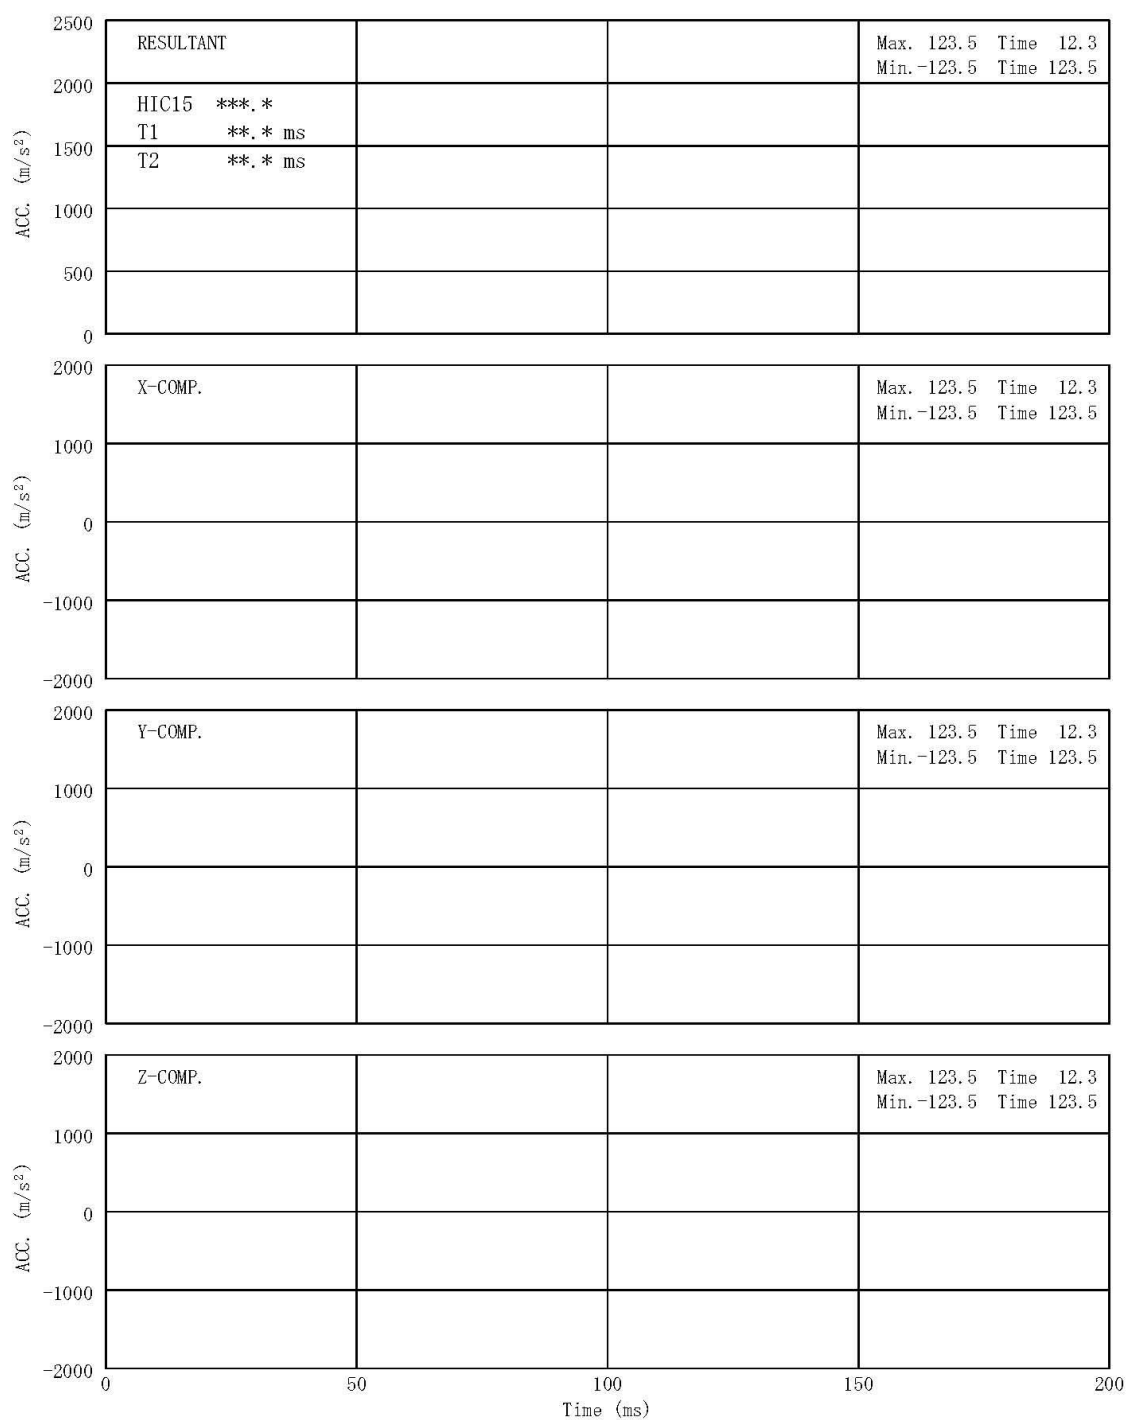 2500
RESULTANT
Max. 123.5 Time 12.3
Min.-123.5 Time 123.5
2000
HIC15 ***.*
T1 **.* ms
1500
T2 **.* ms
ACC. (m/s²)
1000
500
0
2000
X-COMP.
Max. 123.5 Time 12.3
Min.-123.5 Time 123.5
1000
ACC. (m/s²)
0
-1000
-2000
2000
Y-COMP.
Max. 123.5 Time 12.3
Min.-123.5 Time 123.5
1000
ACC. (m/s²)
0
-1000
-2000
2000
Z-COMP.
Max. 123.5 Time 12.3
Min.-123.5 Time 123.5
1000
ACC. (m/s²)
0
-1000
-2000
0 50 100 150 200
Time (ms)